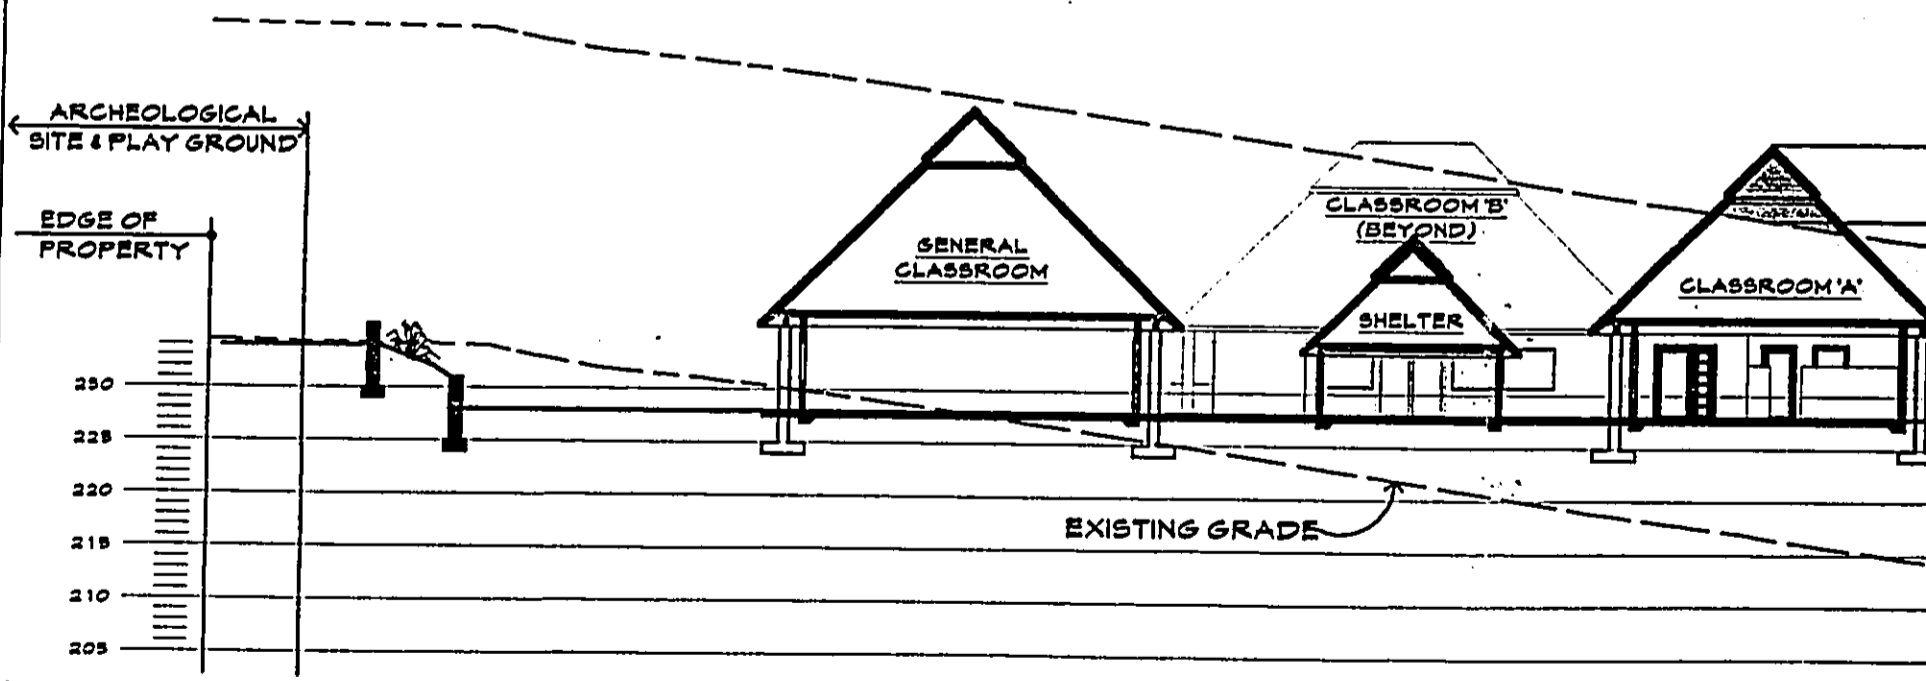 ARCHEOLOGICAL
SITE & PLAY GROUND
EDGE OF
PROPERTY
GENERAL
CLASSROOM
CLASSROOM 'B'
(BEYOND)
SHELTER
CLASSROOM 'A'
EXISTING GRADE
230
225
220
215
210
205